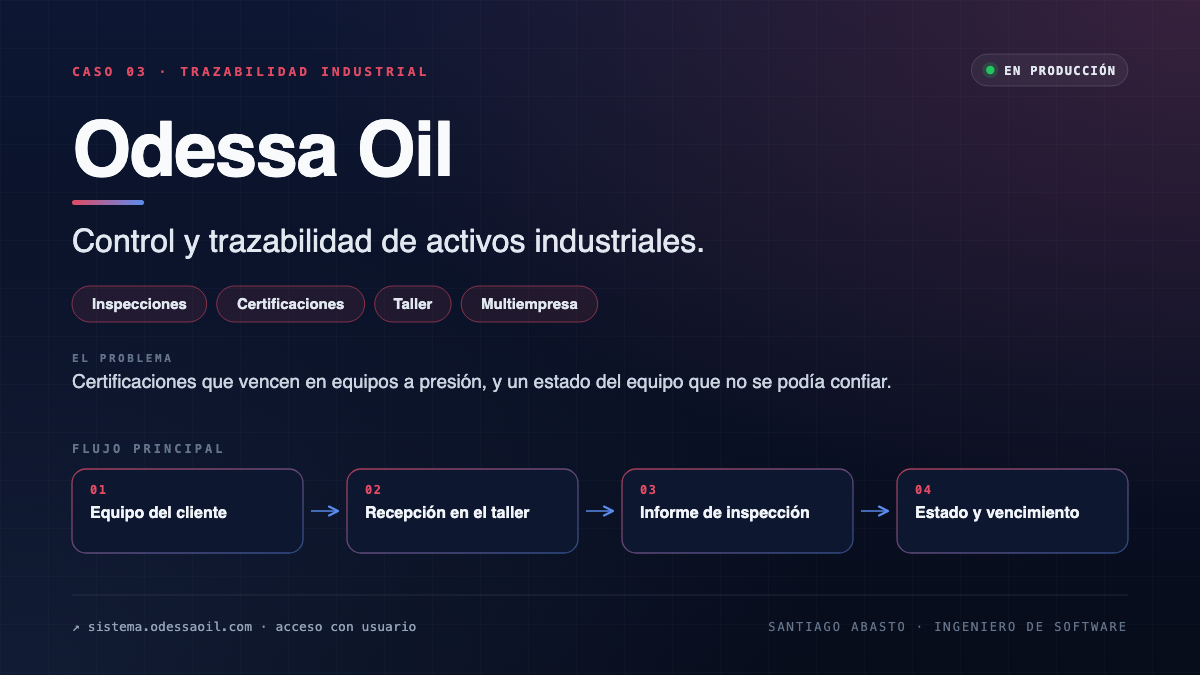 CASO 03 · TRAZABILIDAD INDUSTRIAL
EN PRODUCCIÓN
Odessa Oil
Control y trazabilidad de activos industriales.
Inspecciones
Certificaciones
Taller
Multiempresa
EL PROBLEMA
Certificaciones que vencen en equipos a presión, y un estado del equipo que no se podía confiar.
FLUJO PRINCIPAL
01
Equipo del cliente
02
Recepción en el taller
03
Informe de inspección
04
Estado y vencimiento
↗ sistema.odessaoil.com · acceso con usuario
SANTIAGO ABASTO · INGENIERO DE SOFTWARE